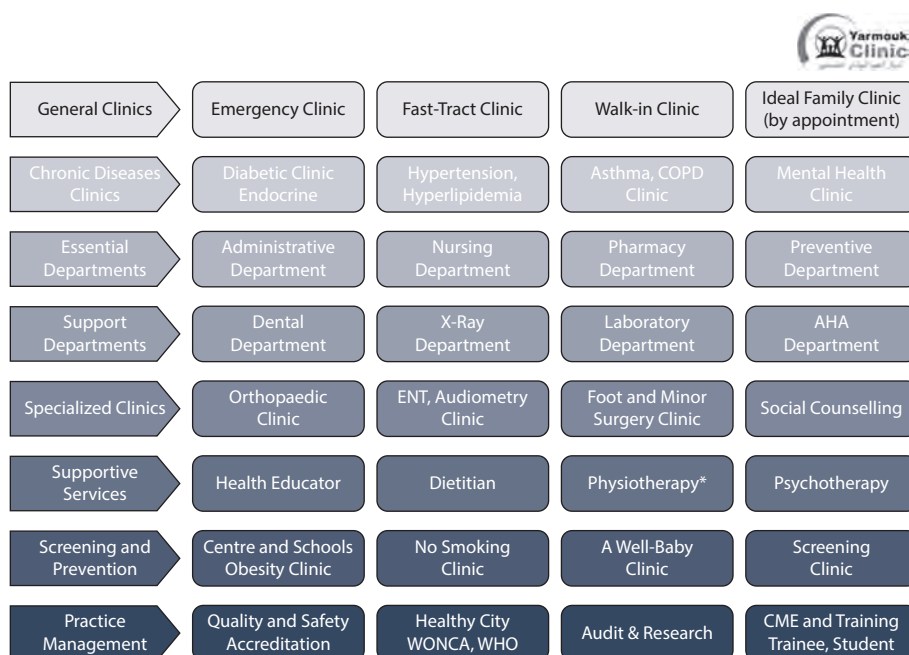 Yarmouk
Clinic
General Clinics
Emergency Clinic
Fast-Tract Clinic
Walk-in Clinic
Ideal Family Clinic
(by appointment)
Chronic Diseases
Clinics
Diabetic Clinic
Endocrine
Hypertension,
Hyperlipidemia
Asthma, COPD
Clinic
Mental Health
Clinic
Essential
Departments
Administrative
Department
Nursing
Department
Pharmacy
Department
Preventive
Department
Support
Departments
Dental
Department
X-Ray
Department
Laboratory
Department
AHA
Department
Specialized Clinics
Orthopaedic
Clinic
ENT, Audiometry
Clinic
Foot and Minor
Surgery Clinic
Social Counselling
Supportive
Services
Health Educator
Dietitian
Physiotherapy*
Psychotherapy
Screening and
Prevention
Centre and Schools
Obesity Clinic
No Smoking
Clinic
A Well-Baby
Clinic
Screening
Clinic
Practice
Management
Quality and Safety
Accreditation
Healthy City
WONCA, WHO
Audit & Research
CME and Training
Trainee, Student